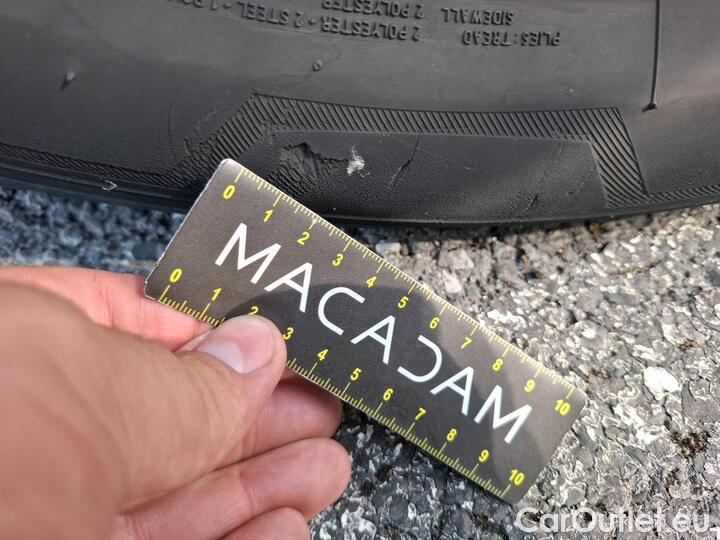 PLIES: TREAD
2 POLYESTER + 2 STEEL + 1
SIDEWALL
2 POLYESTER
0 1 2 3 4 5 6 7 8 9 10
MACADAM
0 1 2 3 4 5 6 7 8 9 10
CarOutlet.eu